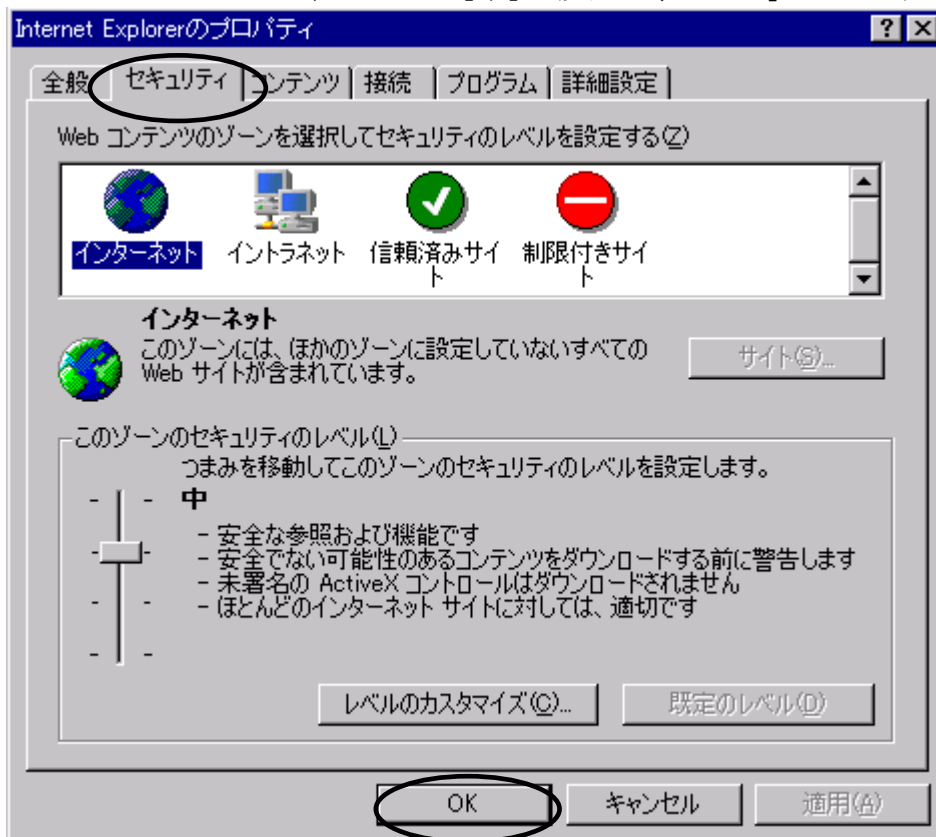 Internet Explorerのプロパティ
全般 セキュリティ コンテンツ 接続 プログラム 詳細設定
Web コンテンツのゾーンを選択してセキュリティのレベルを設定する(Z)
インターネット イントラネット 信頼済みサイ
ト 制限付きサイ
ト
インターネット
このゾーンには、ほかのゾーンに設定していないすべての
Web サイトが含まれています。
サイト(S)...
このゾーンのセキュリティのレベル(L)
つまみを移動してこのゾーンのセキュリティのレベルを設定します。
中
- 安全な参照および機能です
- 安全でない可能性のあるコンテンツをダウンロードする前に警告します
- 未署名の ActiveX コントロールはダウンロードされません
- ほとんどのインターネット サイトに対しては、適切です
レベルのカスタマイズ(C)... 既定のレベル(D)
OK キャンセル 適用(A)